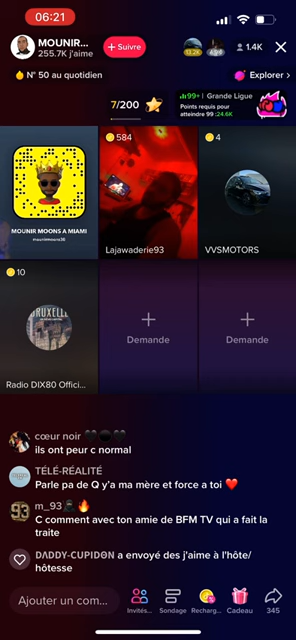 06:21
MOUNIR...
255.7K j'aime
+ Suivre
1.4K
N° 50 au quotidien
Explorer >
7/200
99+ | Grande Ligue
Points requis pour
atteindre 99 :24.6K
MOUNIR MOONS A MIAMI
mounirmoons36
584
Lajawaderie93
4
VVSMOTORS
10
BRUXELLES
Radio DIX80 Offici...
Demande
Demande
cœur noir 🖤🖤🖤
ils ont peur c normal
TÉLÉ-RÉALITÉ
Parle pa de Q y'a ma mère et force a toi ❤️
m_93🥷🔥
C comment avec ton amie de BFM TV qui a fait la
traite
DADDY-CUPIDON a envoyé des j'aime à l'hôte/
hôtesse
Ajouter un com...
Invités...
Sondage
Recharg...
Cadeau
345